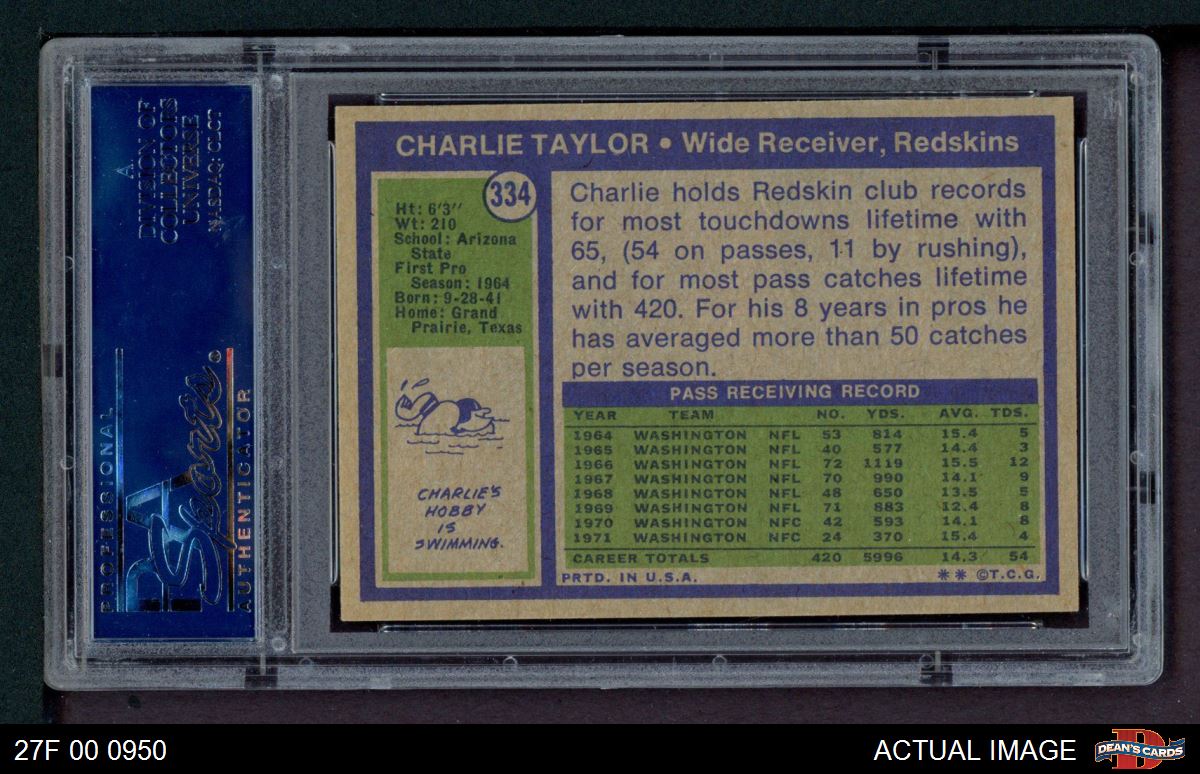 A
DIVISION OF
COLLECTORS
UNIVERSE
NASDAQ: CLCT
PROFESSIONAL
PSA
Sports
AUTHENTICATOR
CHARLIE TAYLOR • Wide Receiver, Redskins
334
Ht: 6'3''
Wt: 210
School: Arizona
State
First Pro
Season: 1964
Born: 9-28-41
Home: Grand
Prairie, Texas
CHARLIE'S
HOBBY
IS
SWIMMING.
Charlie holds Redskin club records
for most touchdowns lifetime with
65, (54 on passes, 11 by rushing),
and for most pass catches lifetime
with 420. For his 8 years in pros he
has averaged more than 50 catches
per season.
PASS RECEIVING RECORD
YEAR TEAM NO. YDS. AVG. TDS.
1964 WASHINGTON NFL 53 814 15.4 5
1965 WASHINGTON NFL 40 577 14.4 3
1966 WASHINGTON NFL 72 1119 15.5 12
1967 WASHINGTON NFL 70 990 14.1 9
1968 WASHINGTON NFL 48 650 13.5 5
1969 WASHINGTON NFL 71 883 12.4 8
1970 WASHINGTON NFC 42 593 14.1 8
1971 WASHINGTON NFC 24 370 15.4 4
CAREER TOTALS 420 5996 14.3 54
PRTD. IN U.S.A. ** ©T.C.G.
27F 00 0950
ACTUAL IMAGE
DEAN'S CARDS